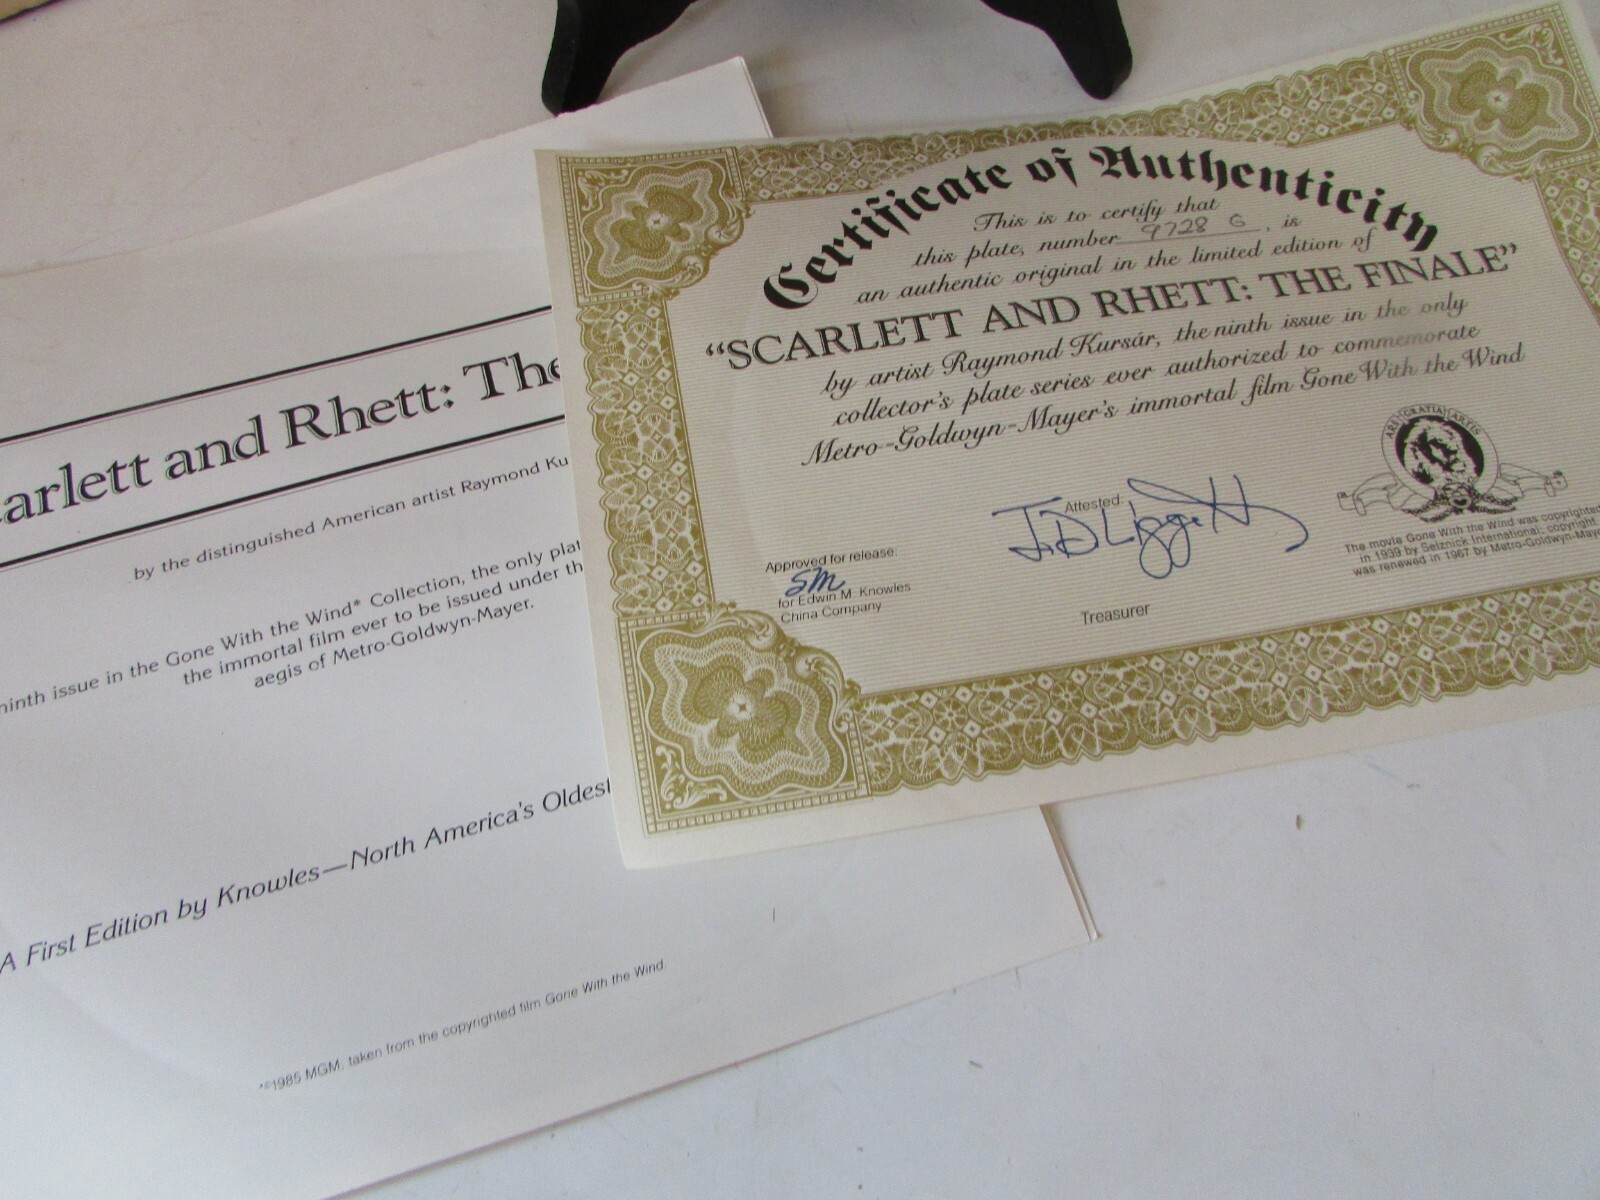 arlett and Rhett: The
by the distinguished American artist Raymond Ku
ninth issue in the Gone With the Wind* Collection, the only plat
the immortal film ever to be issued under th
aegis of Metro-Goldwyn-Mayer.
A First Edition by Knowles—North America's Oldest
*©1985 MGM, taken from the copyrighted film Gone With the Wind.
Certificate of Authenticity
This is to certify that
this plate, number 9728 G, is
an authentic original in the limited edition of
"SCARLETT AND RHETT: THE FINALE"
by artist Raymond Kursár, the ninth issue in the only
collector's plate series ever authorized to commemorate
Metro-Goldwyn-Mayer's immortal film Gone With the Wind
ARS GRATIA ARTIS
Attested
J.D. Liggett
Approved for release:
SM
for Edwin M. Knowles
China Company
Treasurer
The movie Gone With the Wind was copyrighted
in 1939 by Selznick International; copyright
was renewed in 1967 by Metro-Goldwyn-Maye